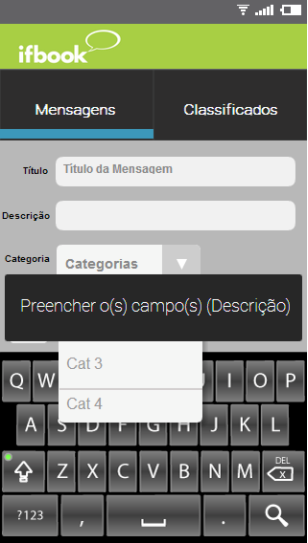 ifbook
Mensagens
Classificados
Título
Título da Mensagem
Descrição
Categoria
Categorias
Preencher o(s) campo(s) (Descrição)
Cat 3
Cat 4
Q W U I O P
A S D F G H J K L
Z X C V B N M DEL
?123 , .